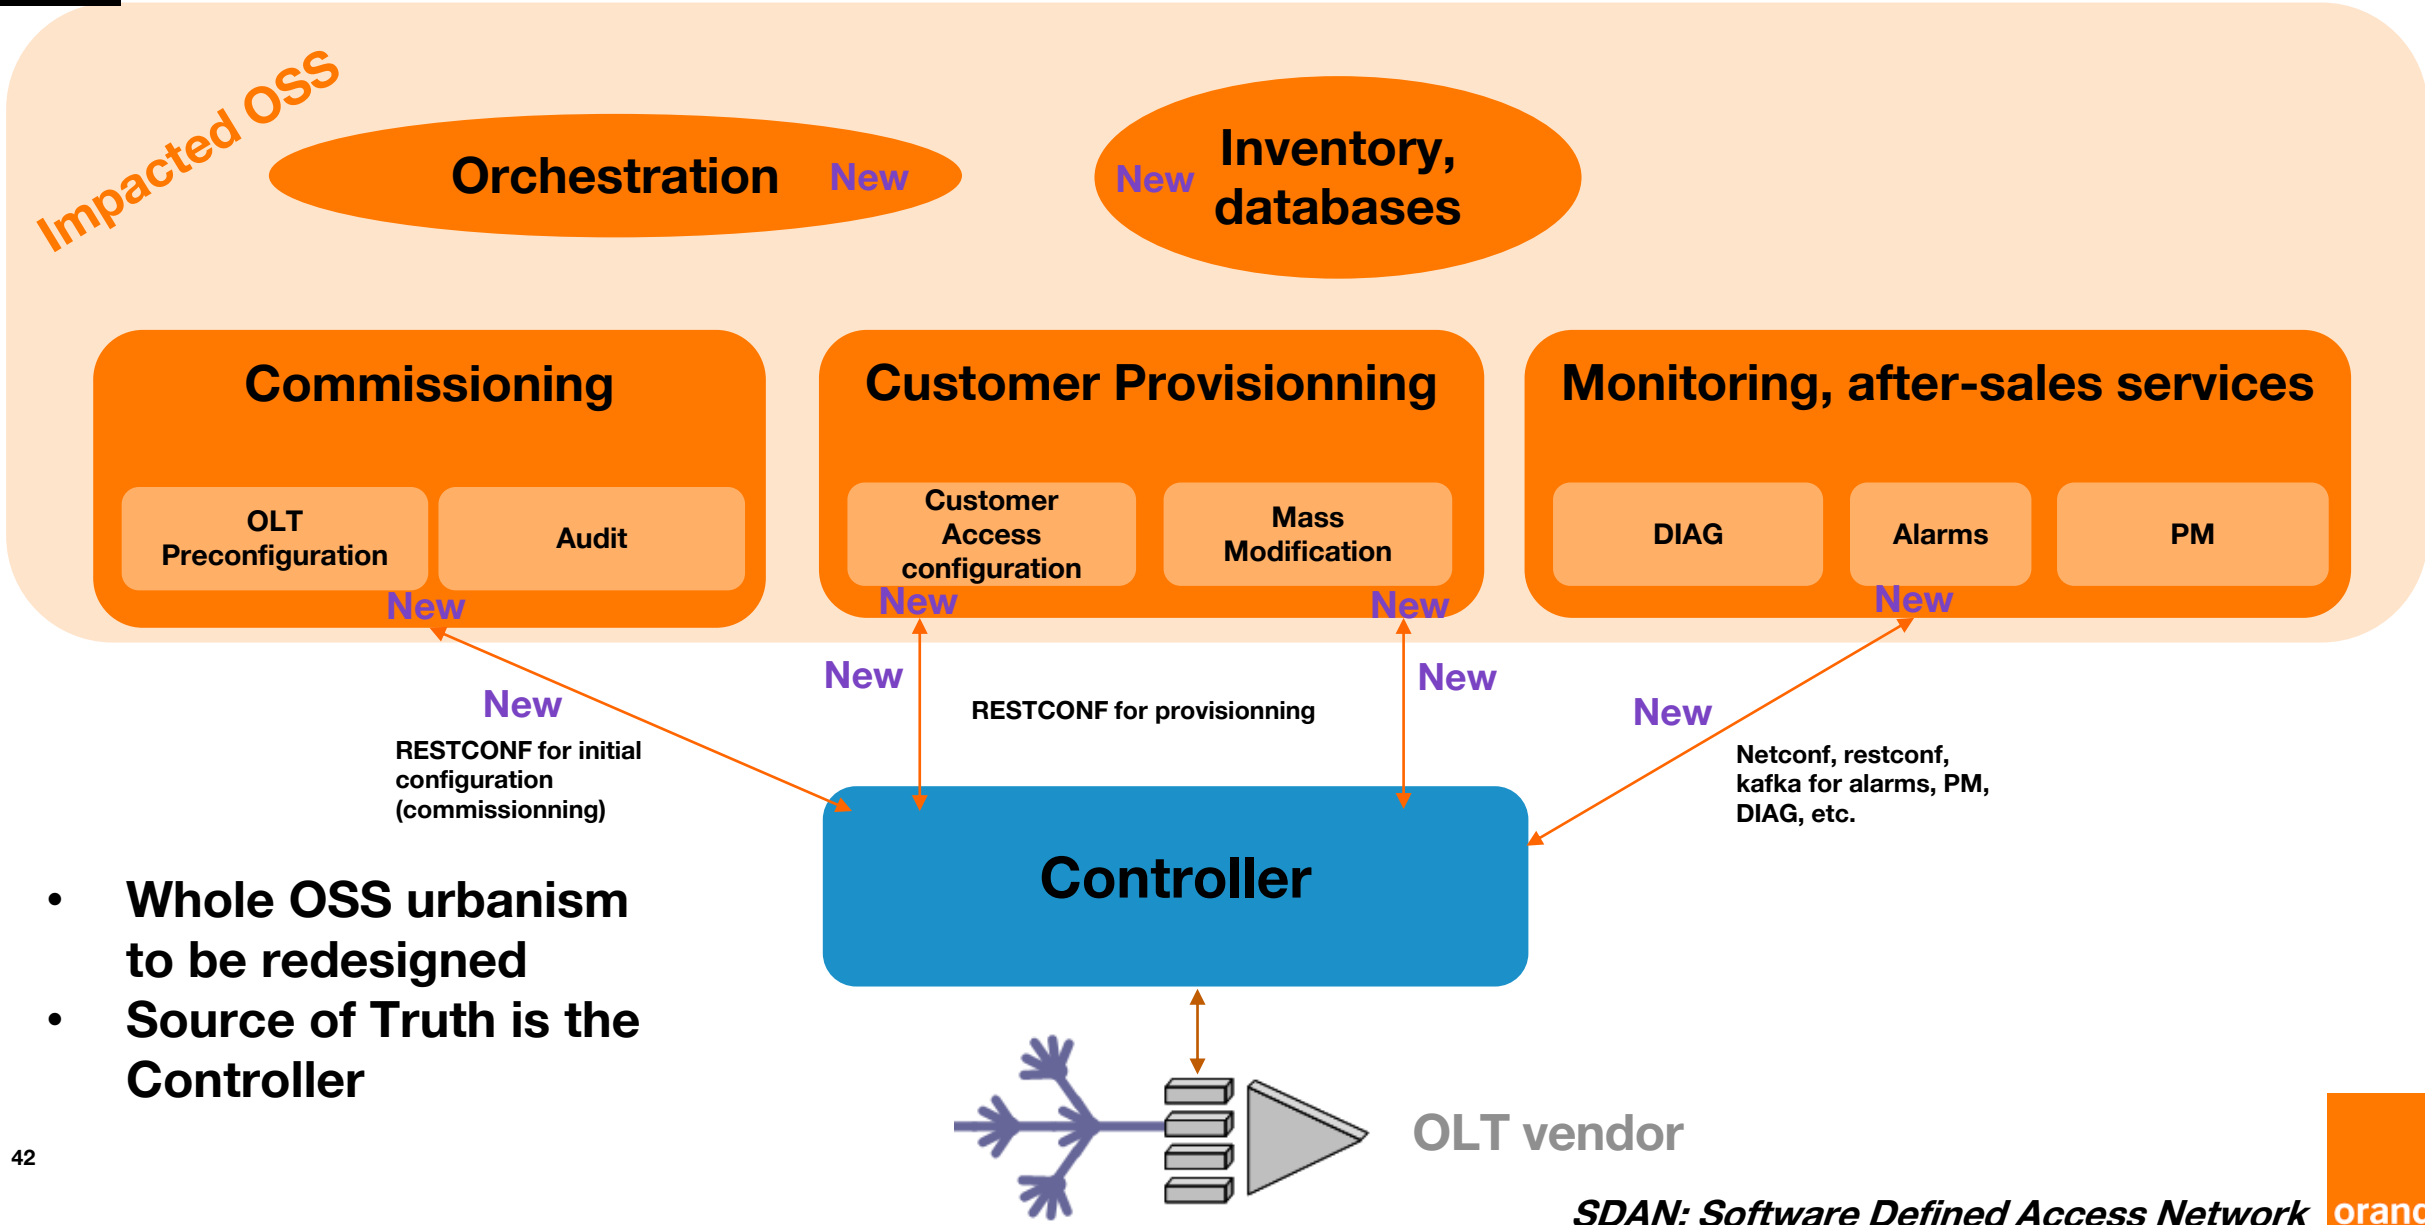 Impacted OSS
Orchestration New
New Inventory,
databases
Commissioning
OLT
Preconfiguration
Audit
New
Customer Provisionning
Customer
Access
configuration
Mass
Modification
New
New
Monitoring, after-sales services
DIAG
Alarms
PM
New
New
RESTCONF for initial
configuration
(commissionning)
New
RESTCONF for provisionning
New
New
Netconf, restconf,
kafka for alarms, PM,
DIAG, etc.
Controller
• Whole OSS urbanism
to be redesigned
• Source of Truth is the
Controller
OLT vendor
42
SDAN: Software Defined Access Network
orang